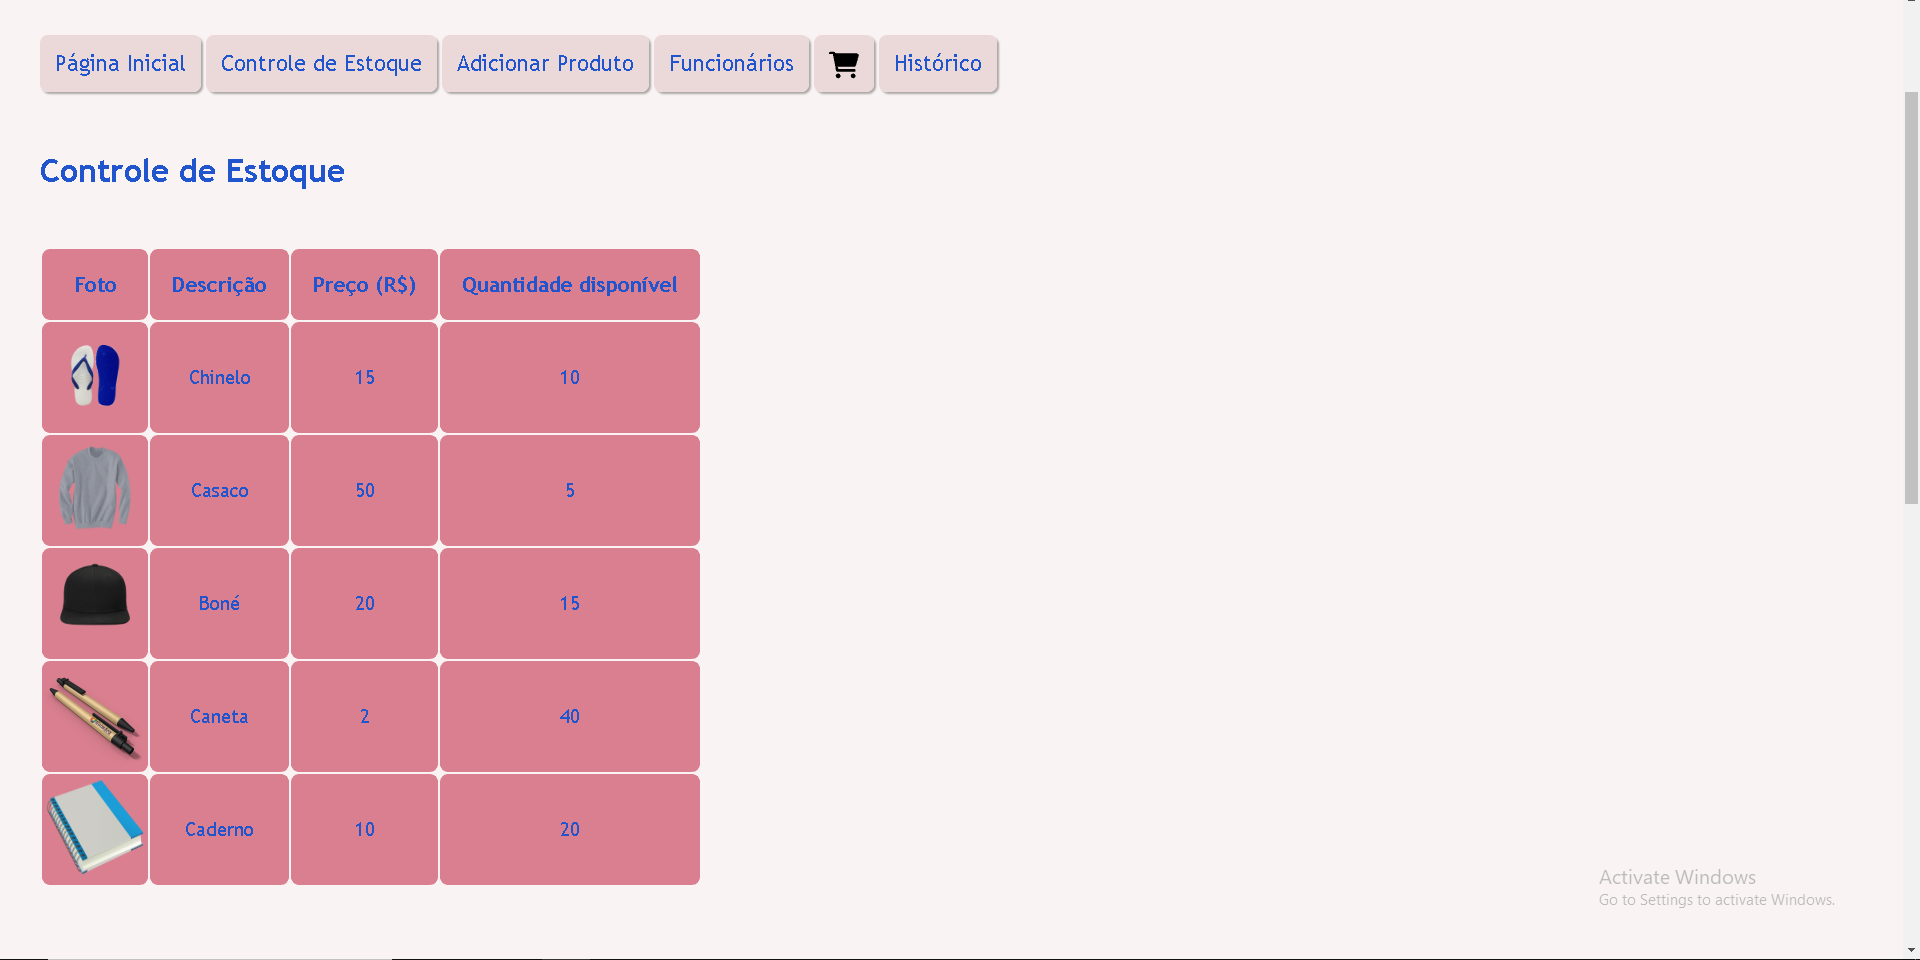 Página Inicial Controle de Estoque Adicionar Produto Funcionários Histórico
Controle de Estoque
Foto Descrição Preço (R$) Quantidade disponível
Chinelo 15 10
Casaco 50 5
Boné 20 15
Caneta 2 40
Caderno 10 20
Activate Windows
Go to Settings to activate Windows.